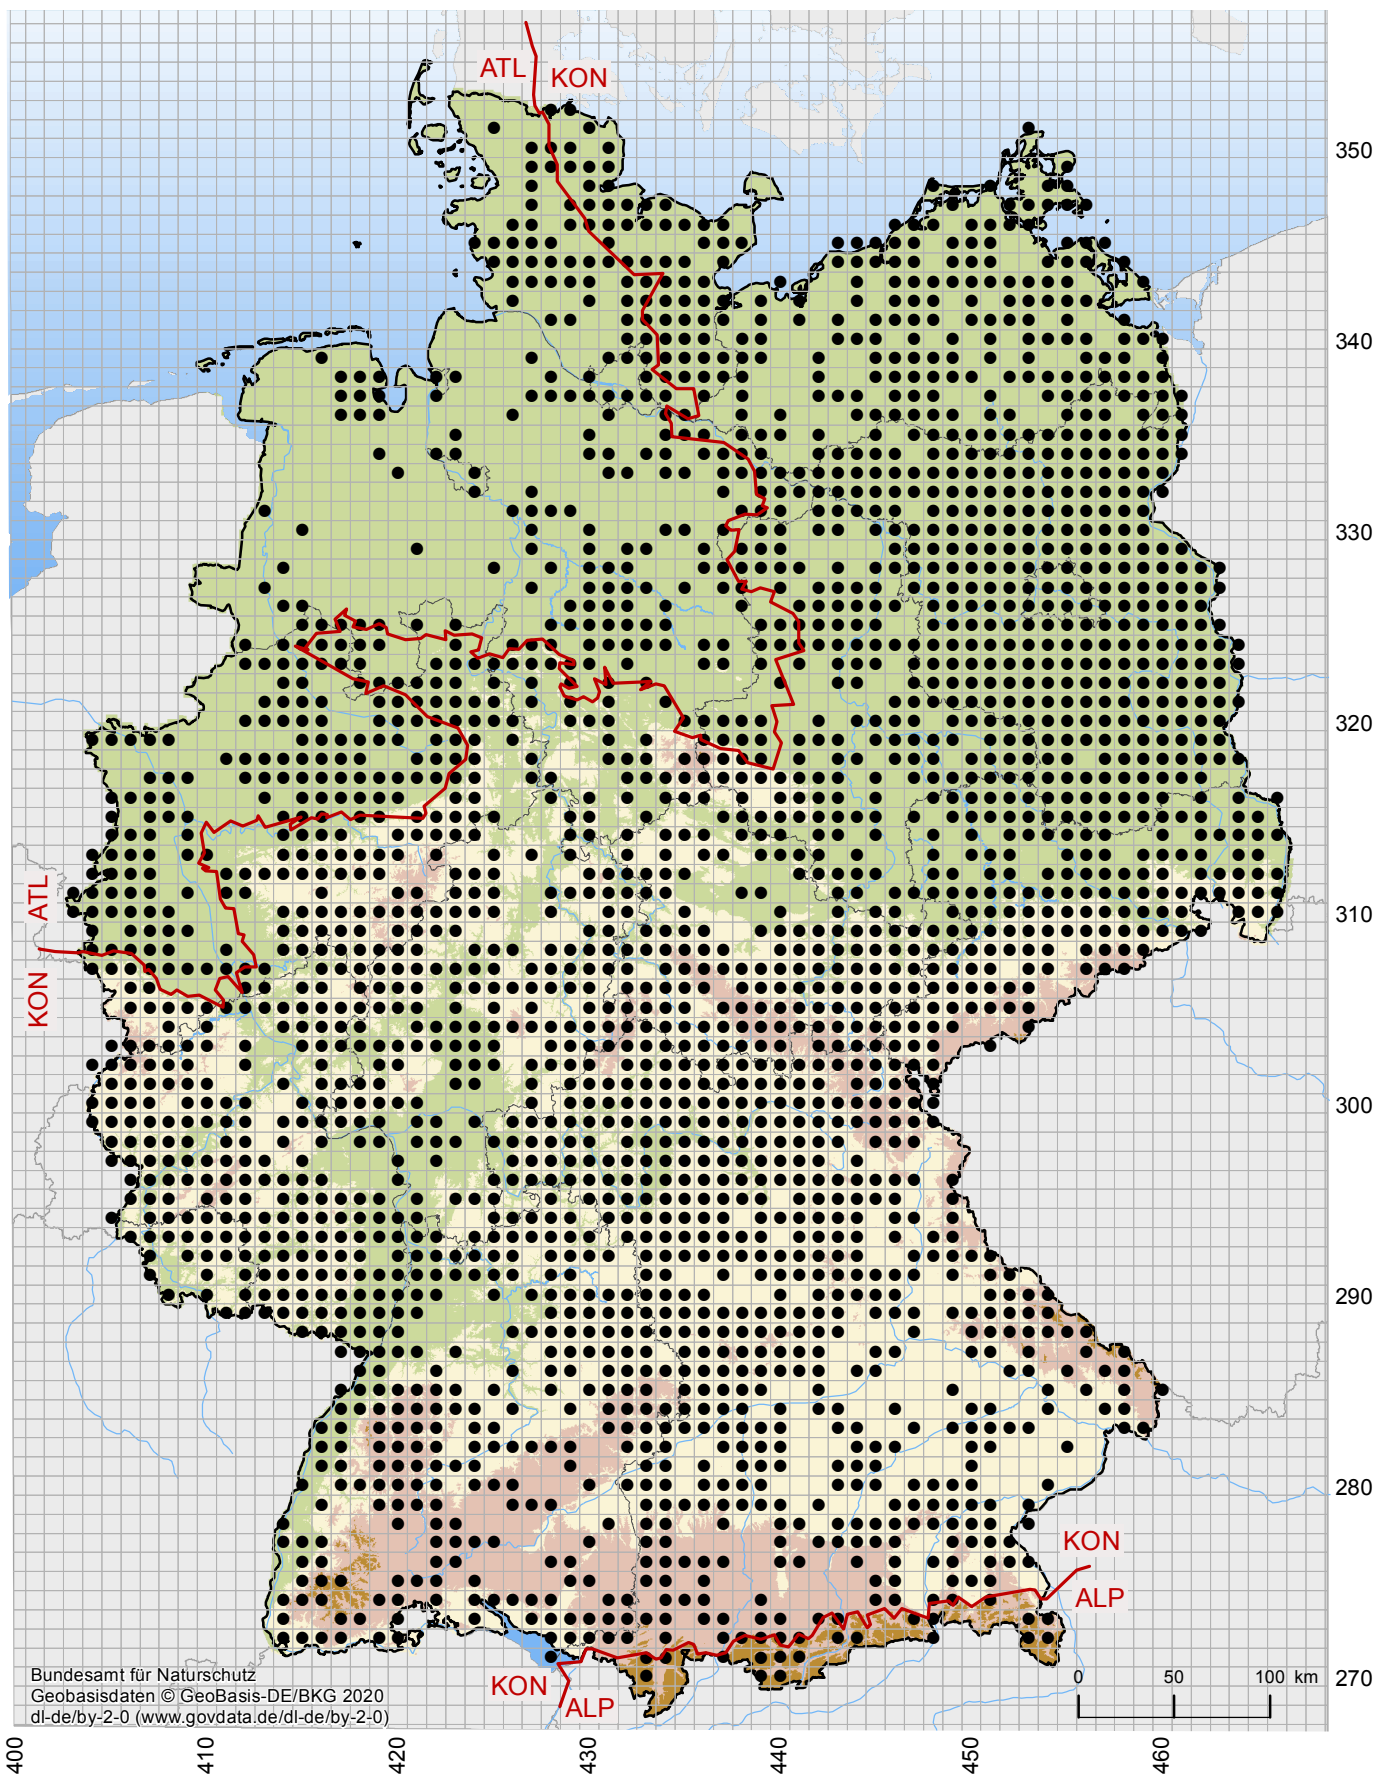 ATL
KON
350
340
330
320
ATL
310
KON
300
290
280
KON
ALP
Bundesamt für Naturschutz
Geobasisdaten © GeoBasis-DE/BKG 2020
dl-de/by-2-0 (www.govdata.de/dl-de/by-2-0)
KON
ALP
0 50 100 km
270
400 410 420 430 440 450 460